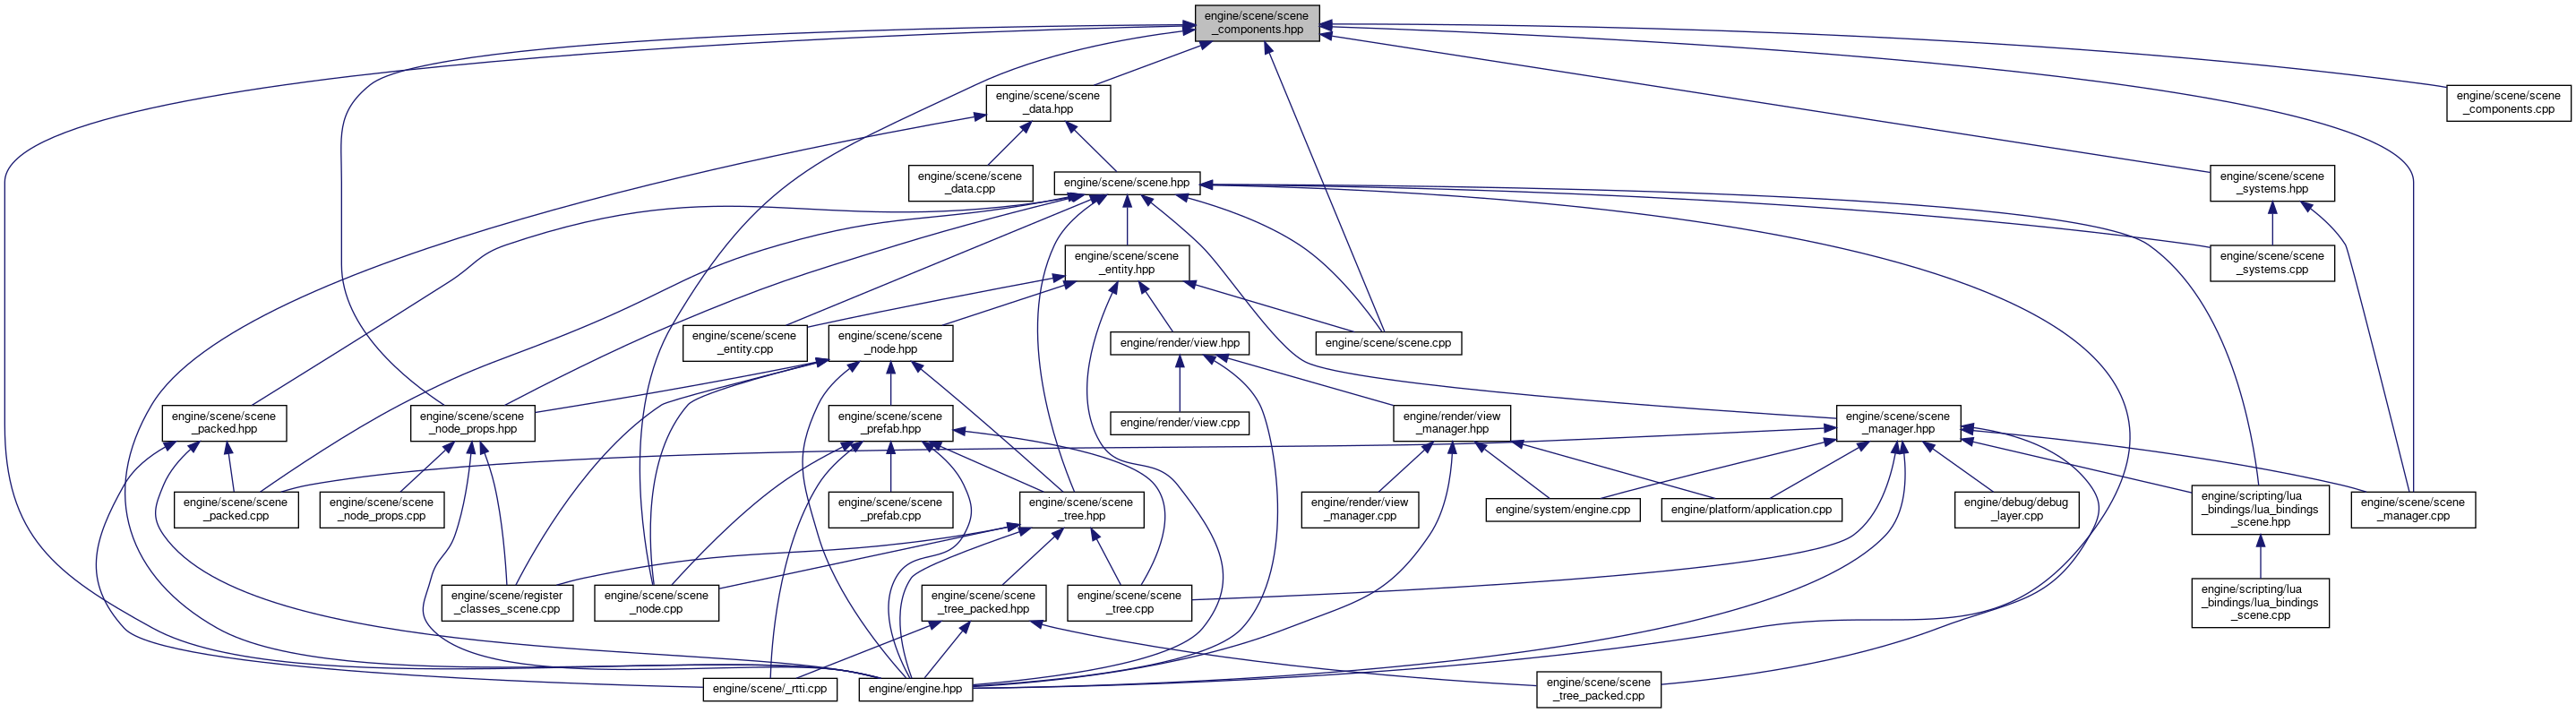 engine/scene/scene
_components.hpp
engine/scene/scene
_data.hpp
engine/scene/scene
_components.cpp
engine/scene/scene
_data.cpp
engine/scene/scene.hpp
engine/scene/scene
_systems.hpp
engine/scene/scene
_entity.hpp
engine/scene/scene
_systems.cpp
engine/scene/scene
_entity.cpp
engine/scene/scene
_node.hpp
engine/render/view.hpp
engine/scene/scene.cpp
engine/scene/scene
_packed.hpp
engine/scene/scene
_node_props.hpp
engine/scene/scene
_prefab.hpp
engine/render/view.cpp
engine/render/view
_manager.hpp
engine/scene/scene
_manager.hpp
engine/scene/scene
_packed.cpp
engine/scene/scene
_node_props.cpp
engine/scene/scene
_prefab.cpp
engine/scene/scene
_tree.hpp
engine/render/view
_manager.cpp
engine/system/engine.cpp
engine/platform/application.cpp
engine/debug/debug
_layer.cpp
engine/scripting/lua
_bindings/lua_bindings
_scene.hpp
engine/scene/scene
_manager.cpp
engine/scene/register
_classes_scene.cpp
engine/scene/scene
_node.cpp
engine/scene/scene
_tree_packed.hpp
engine/scene/scene
_tree.cpp
engine/scripting/lua
_bindings/lua_bindings
_scene.cpp
engine/scene/_rtti.cpp
engine/engine.hpp
engine/scene/scene
_tree_packed.cpp